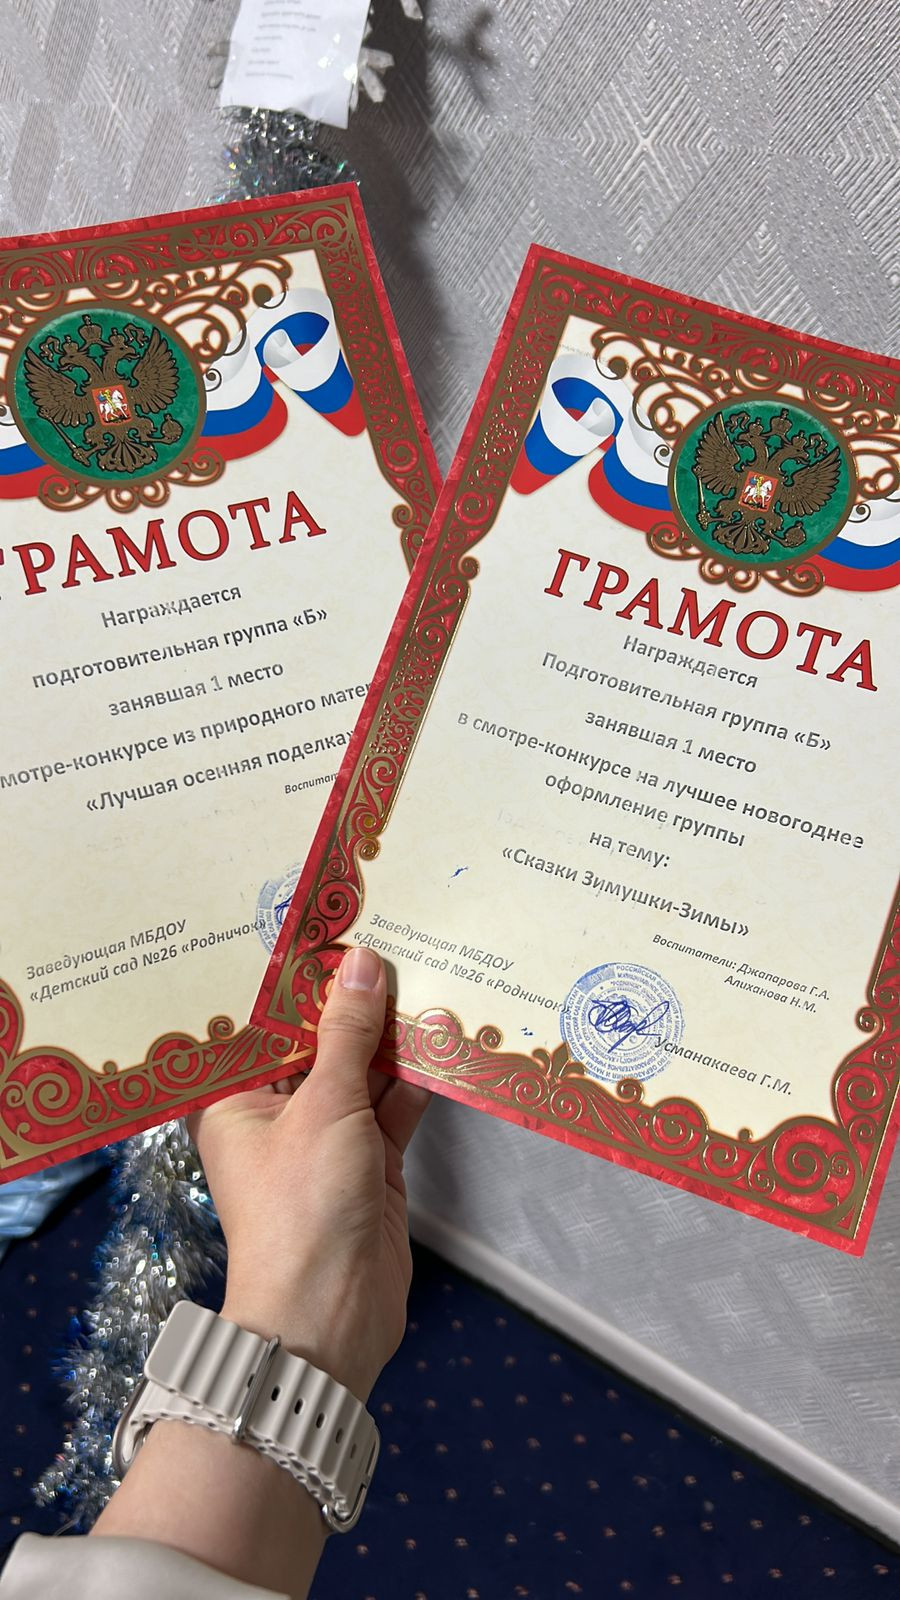 ГРАМОТА
Награждается
подготовительная группа «Б»
занявшая 1 место
мотре-конкурсе из природного мате
«Лучшая осенняя поделка»
Воспитат
Заведующая МБДОУ
«Детский сад №26 «Родничок»
ГРАМОТА
Награждается
Подготовительная группа «Б»
занявшая 1 место
в смотре-конкурсе на лучшее новогоднее
оформление группы
на тему:
«Сказки Зимушки-Зимы»
Воспитатели: Джапарова Г.А.
Алиханова Н.М.
Заведующая МБДОУ
«Детский сад №26 «Родничок»
Усманакаева Г.М.